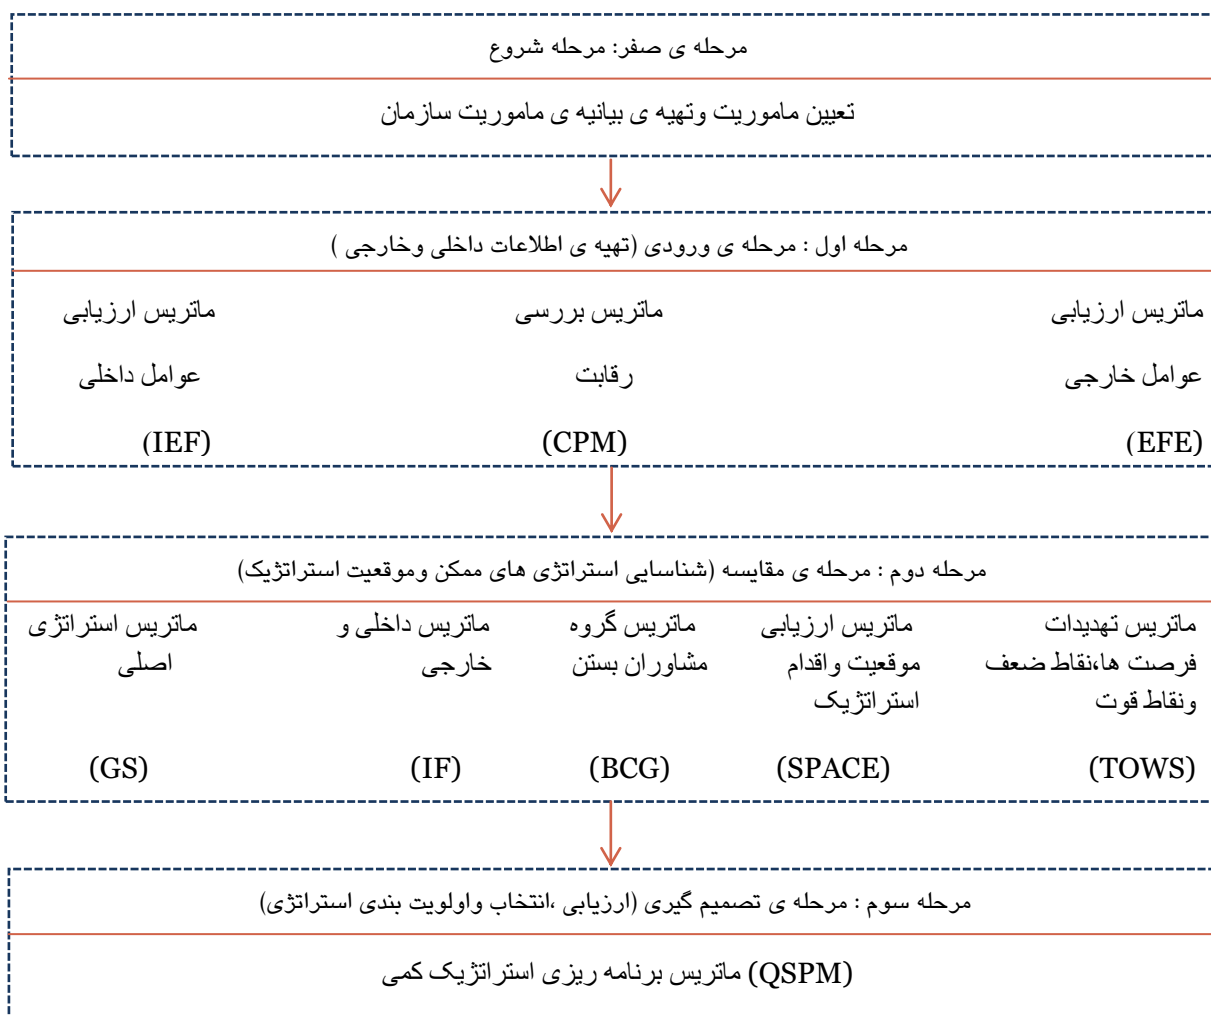 مرحله ی صفر: مرحله شروع
تعیین ماموریت وتهیه ی بیانیه ی ماموریت سازمان
مرحله اول : مرحله ی ورودی (تهیه ی اطلاعات داخلی وخارجی )
ماتریس ارزیابی
عوامل خارجی
(EFE)
ماتریس بررسی
رقابت
(CPM)
ماتریس ارزیابی
عوامل داخلی
(IEF)
مرحله دوم : مرحله ی مقایسه (شناسایی استراتژی های ممکن وموقعیت استراتژیک)
ماتریس تهدیدات
فرصت ها،نقاط ضعف
ونقاط قوت
(TOWS)
ماتریس ارزیابی
موقعیت واقدام
استراتژیک
(SPACE)
ماتریس گروه
مشاوران بستن
(BCG)
ماتریس داخلی و
خارجی
(IF)
ماتریس استراتژی
اصلی
(GS)
مرحله سوم : مرحله ی تصمیم گیری (ارزیابی ،انتخاب واولویت بندی استراتژی)
(QSPM) ماتریس برنامه ریزی استراتژیک کمی